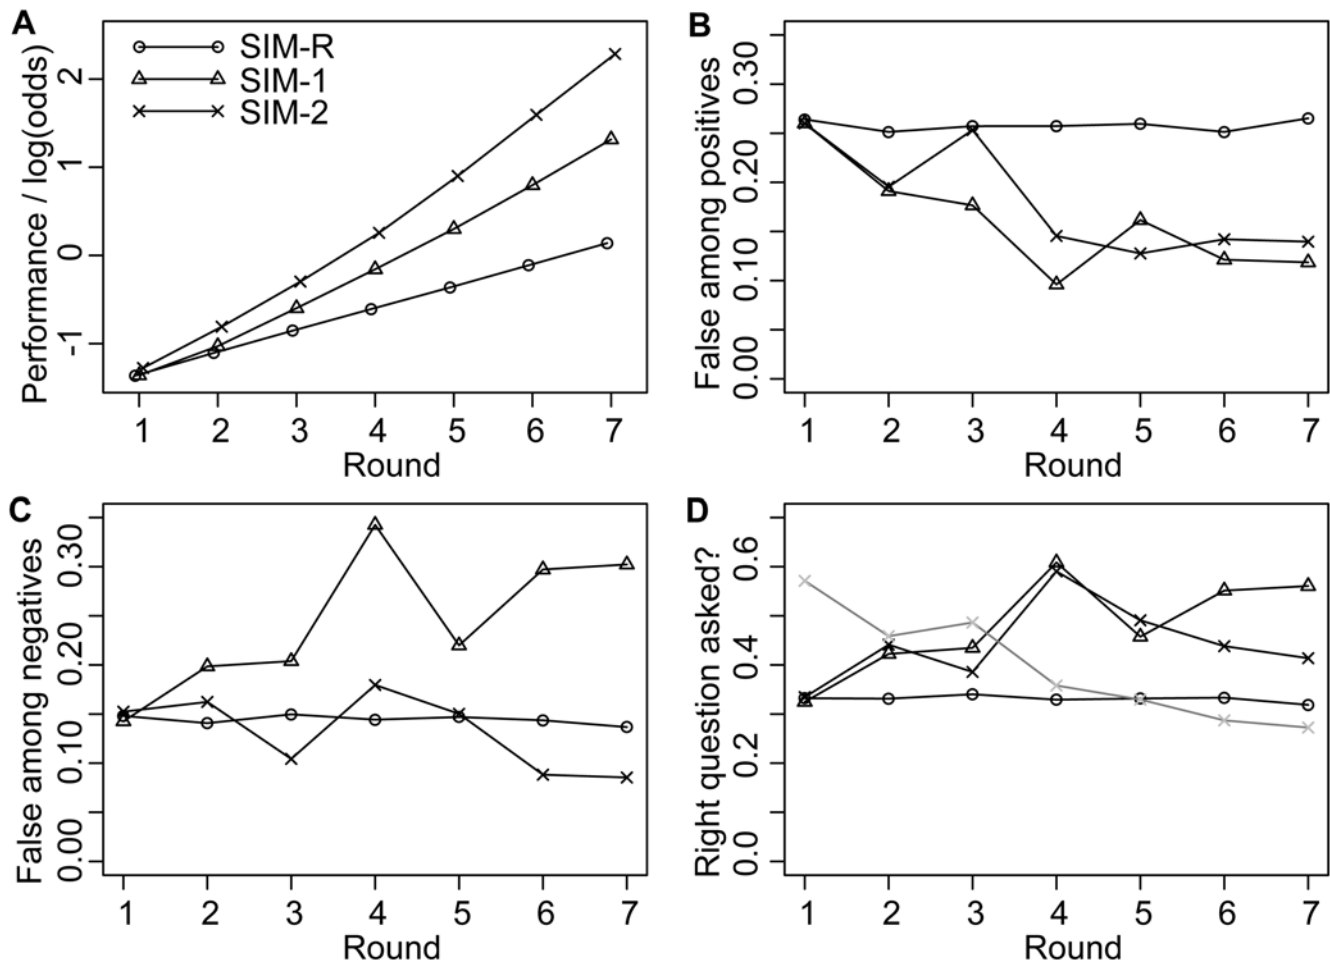 A
SIM-R
SIM-1
SIM-2
Performance / log(odds)
2
1
0
-1
1 2 3 4 5 6 7
Round
B
False among positives
0.30
0.20
0.10
0.00
1 2 3 4 5 6 7
Round
C
False among negatives
0.30
0.20
0.10
0.00
1 2 3 4 5 6 7
Round
D
Right question asked?
0.6
0.4
0.2
0.0
1 2 3 4 5 6 7
Round